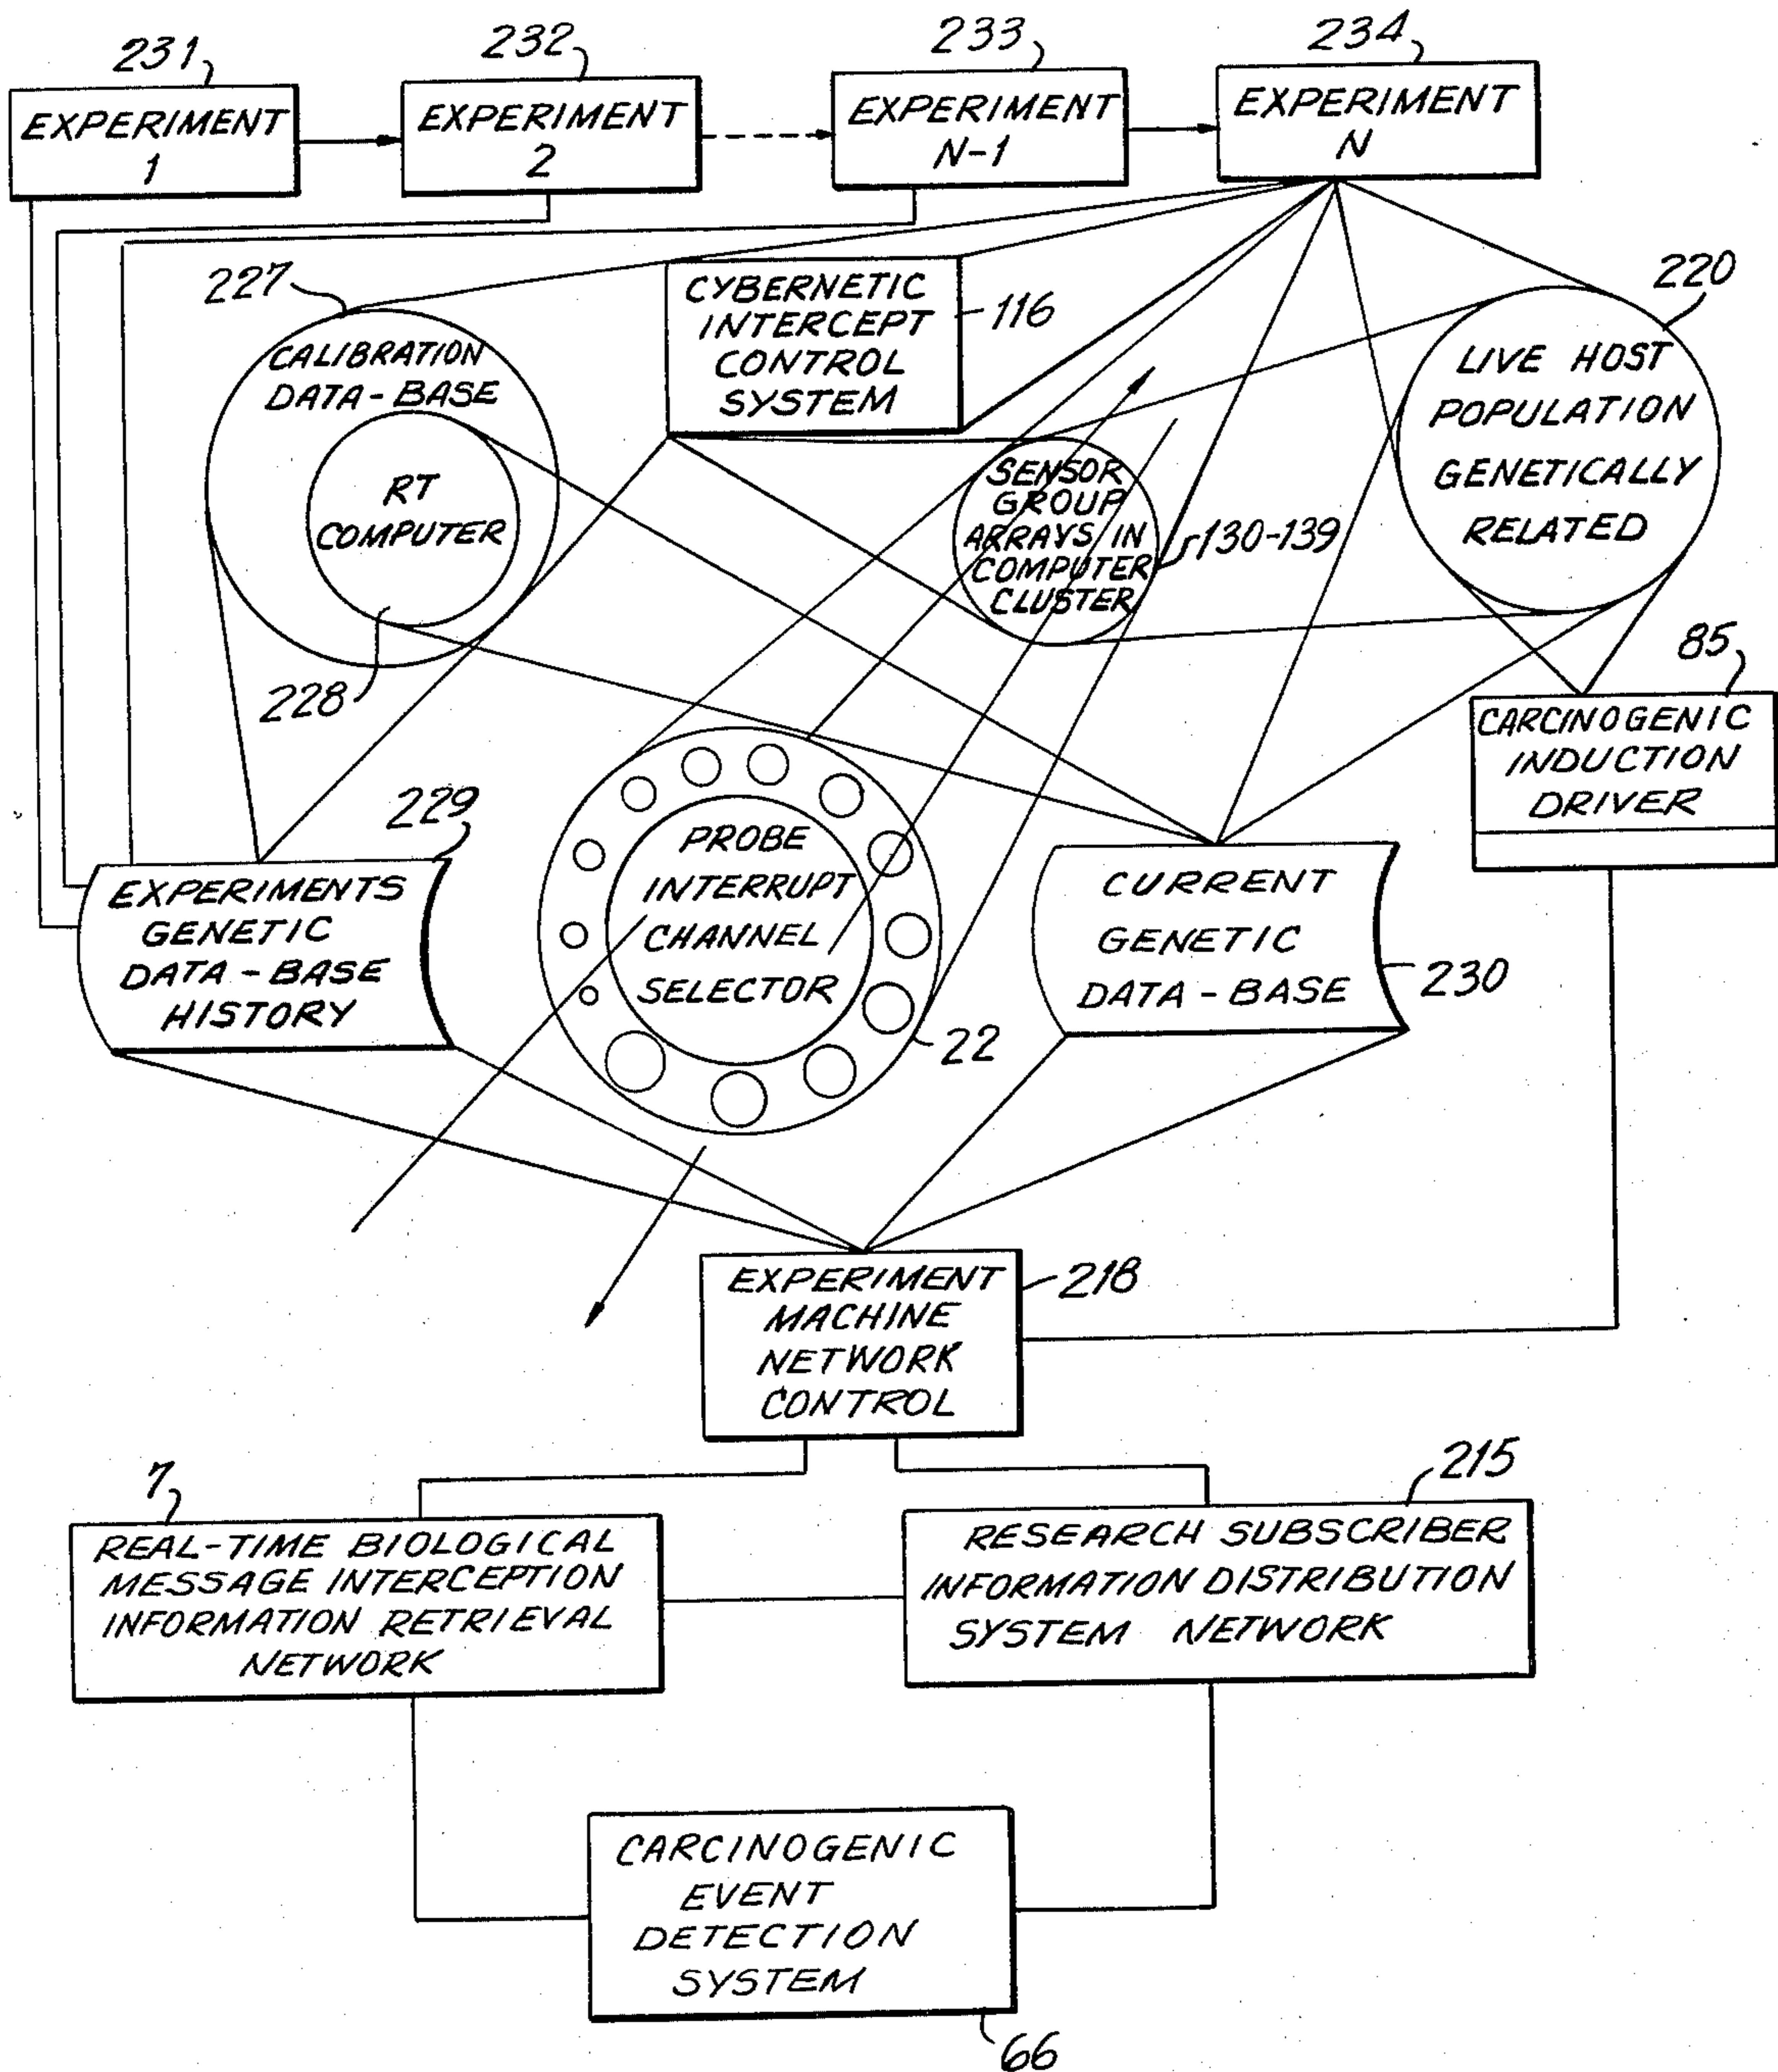 231
232
233
234
EXPERIMENT
1
EXPERIMENT
2
EXPERIMENT
N-1
EXPERIMENT
N
227
CALIBRATION
DATA-BASE
RT
COMPUTER
228
CYBERNETIC
INTERCEPT
CONTROL
SYSTEM
116
SENSOR
GROUP
ARRAYS IN
COMPUTER
CLUSTER
130-139
220
LIVE HOST
POPULATION
GENETICALLY
RELATED
85
CARCINOGENIC
INDUCTION
DRIVER
229
EXPERIMENTS
GENETIC
DATA-BASE
HISTORY
PROBE
INTERRUPT
CHANNEL
SELECTOR
22
CURRENT
GENETIC
DATA-BASE
230
EXPERIMENT
MACHINE
NETWORK
CONTROL
218
7
REAL-TIME BIOLOGICAL
MESSAGE INTERCEPTION
INFORMATION RETRIEVAL
NETWORK
215
RESEARCH SUBSCRIBER
INFORMATION DISTRIBUTION
SYSTEM NETWORK
CARCINOGENIC
EVENT
DETECTION
SYSTEM
66